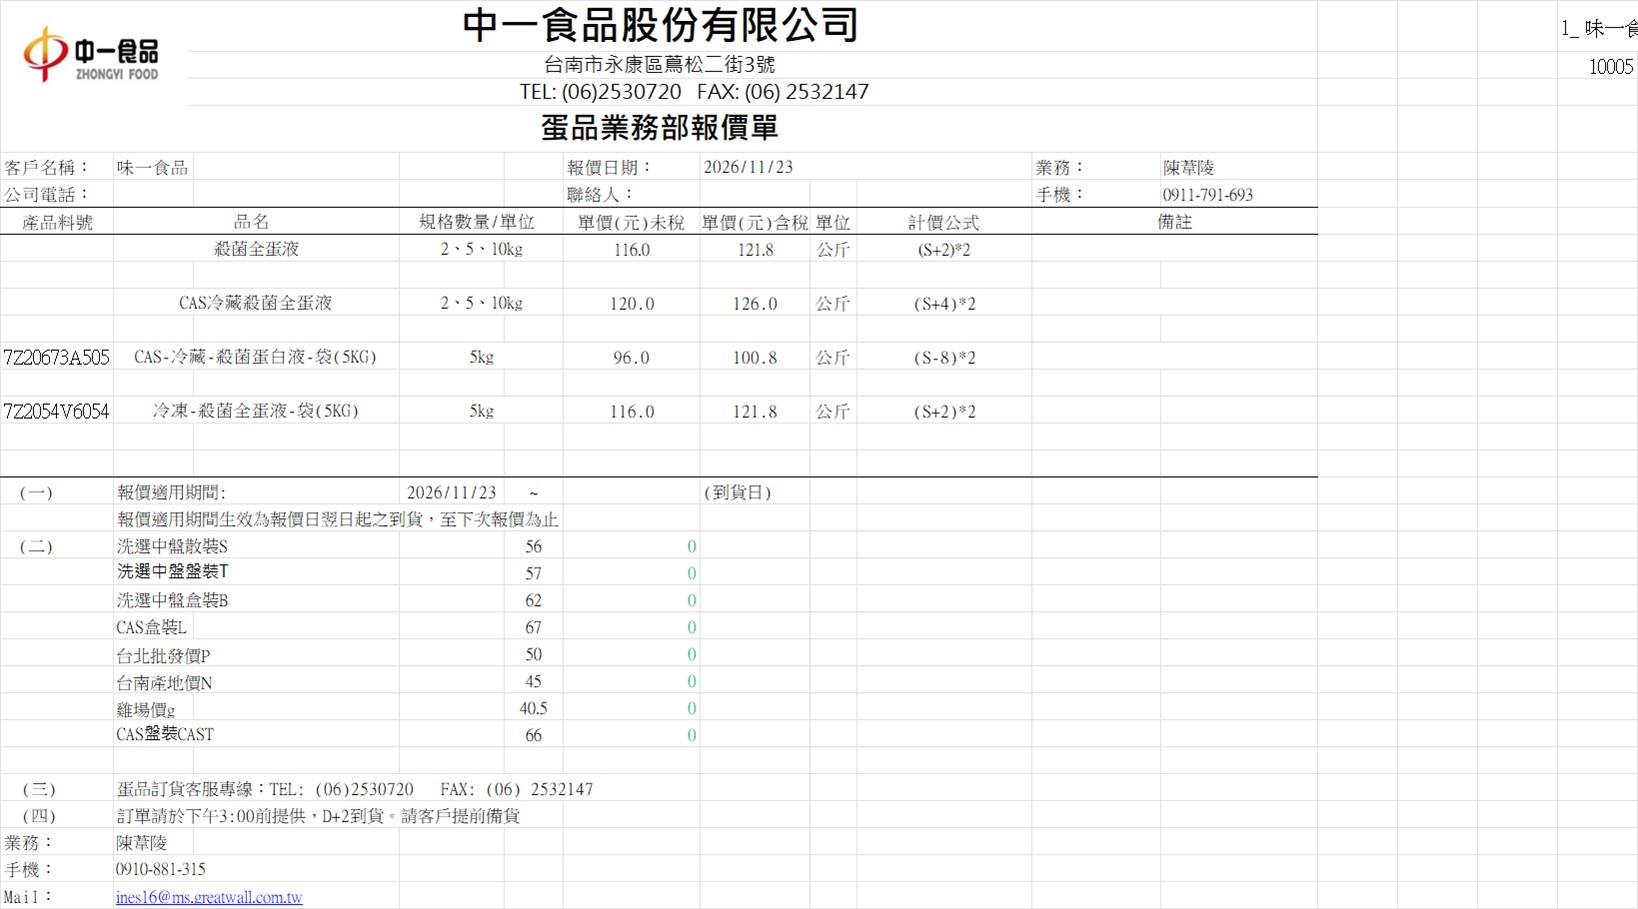 中一食品
ZHONGYI FOOD
中一食品股份有限公司
1_ 味一食
台南市永康區蔦松二街3號
10005
TEL: (06)2530720 FAX: (06) 2532147
蛋品業務部報價單
客戶名稱： 味一食品 報價日期： 2026/11/23 業務： 陳葦陵
公司電話： 聯絡人： 手機： 0911-791-693
產品料號 品名 規格數量/單位 單價(元)未稅 單價(元)含稅 單位 計價公式 備註
殺菌全蛋液 2、5、10kg 116.0 121.8 公斤 (S+2)*2
CAS冷藏殺菌全蛋液 2、5、10kg 120.0 126.0 公斤 (S+4)*2
7Z20673A505 CAS-冷藏-殺菌蛋白液-袋(5KG) 5kg 96.0 100.8 公斤 (S-8)*2
7Z2054V6054 冷凍-殺菌全蛋液-袋(5KG) 5kg 116.0 121.8 公斤 (S+2)*2
(一) 報價適用期間: 2026/11/23 ~ (到貨日)
報價適用期間生效為報價日翌日起之到貨，至下次報價為止
(二) 洗選中盤散裝S 56 0
洗選中盤盤裝T 57 0
洗選中盤盒裝B 62 0
CAS盒裝L 67 0
台北批發價P 50 0
台南產地價N 45 0
雞場價g 40.5 0
CAS盤裝CAST 66 0
(三) 蛋品訂貨客服專線：TEL: (06)2530720 FAX: (06) 2532147
(四) 訂單請於下午3:00前提供，D+2到貨。請客戶提前備貨
業務： 陳葦陵
手機： 0910-881-315
Mail： ines16@ms.greatwall.com.tw